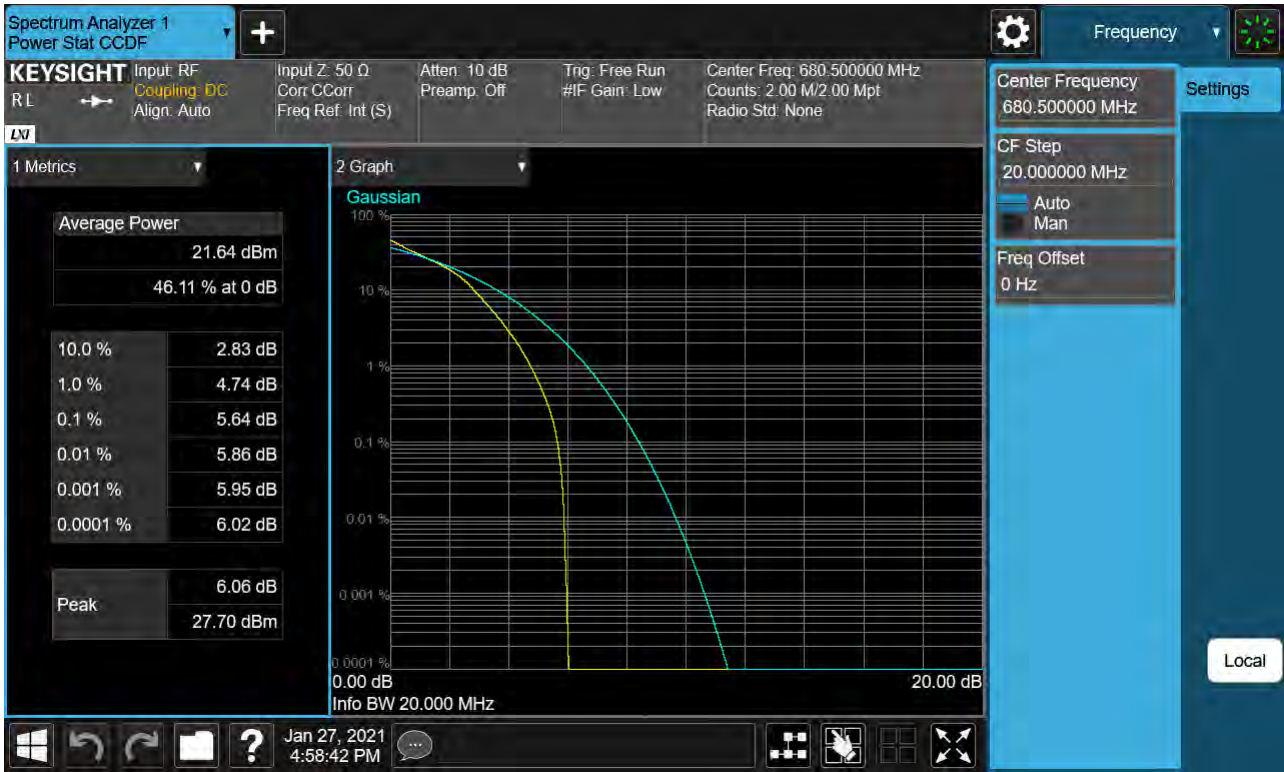 Spectrum Analyzer 1
Power Stat CCDF
+
Frequency
KEYSIGHT
RL
LXI
Input: RF
Coupling: DC
Align: Auto
Input Z: 50 Ω
Corr CCorr
Freq Ref: Int (S)
Atten: 10 dB
Preamp: Off
Trig: Free Run
#IF Gain: Low
Center Freq: 680.500000 MHz
Counts: 2.00 M/2.00 Mpt
Radio Std: None
Center Frequency
680.500000 MHz
Settings
CF Step
20.000000 MHz
Auto
Man
Freq Offset
0 Hz
Local
1 Metrics
Average Power
21.64 dBm
46.11 % at 0 dB
10.0 % 2.83 dB
1.0 % 4.74 dB
0.1 % 5.64 dB
0.01 % 5.86 dB
0.001 % 5.95 dB
0.0001 % 6.02 dB
Peak 6.06 dB
27.70 dBm
2 Graph
Gaussian
100 %
10 %
1 %
0.1 %
0.01 %
0.001 %
0.0001 %
0.00 dB 20.00 dB
Info BW 20.000 MHz
?
Jan 27, 2021
4:58:42 PM